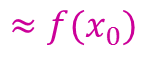 ≈ f(x₀)